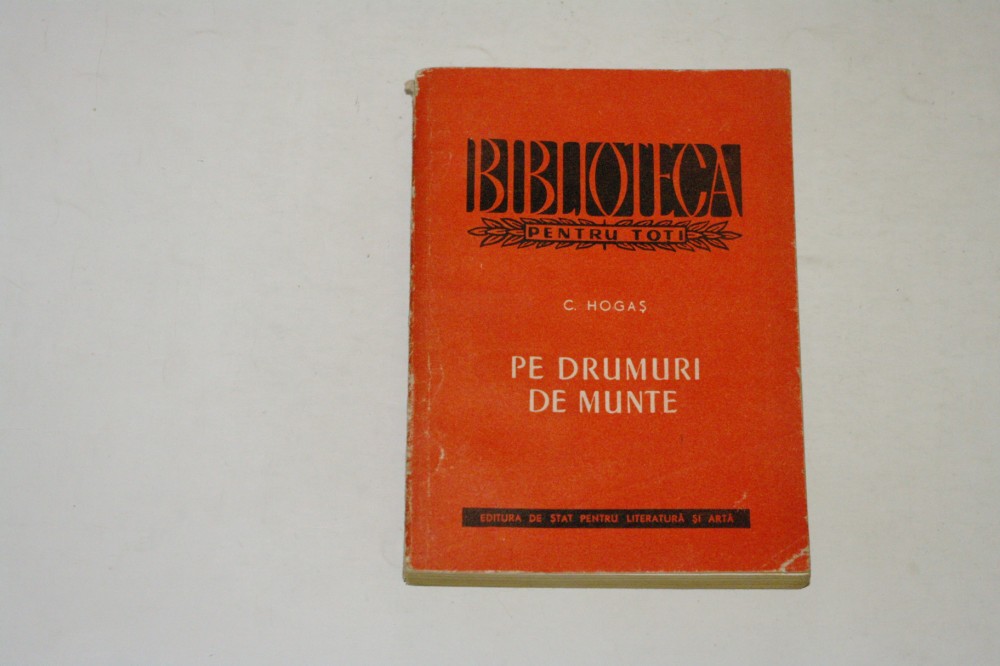 BIBLIOTECA
PENTRU TOȚI
C. HOGAȘ
PE DRUMURI
DE MUNTE
EDITURA DE STAT PENTRU LITERATURĂ ȘI ARTĂ